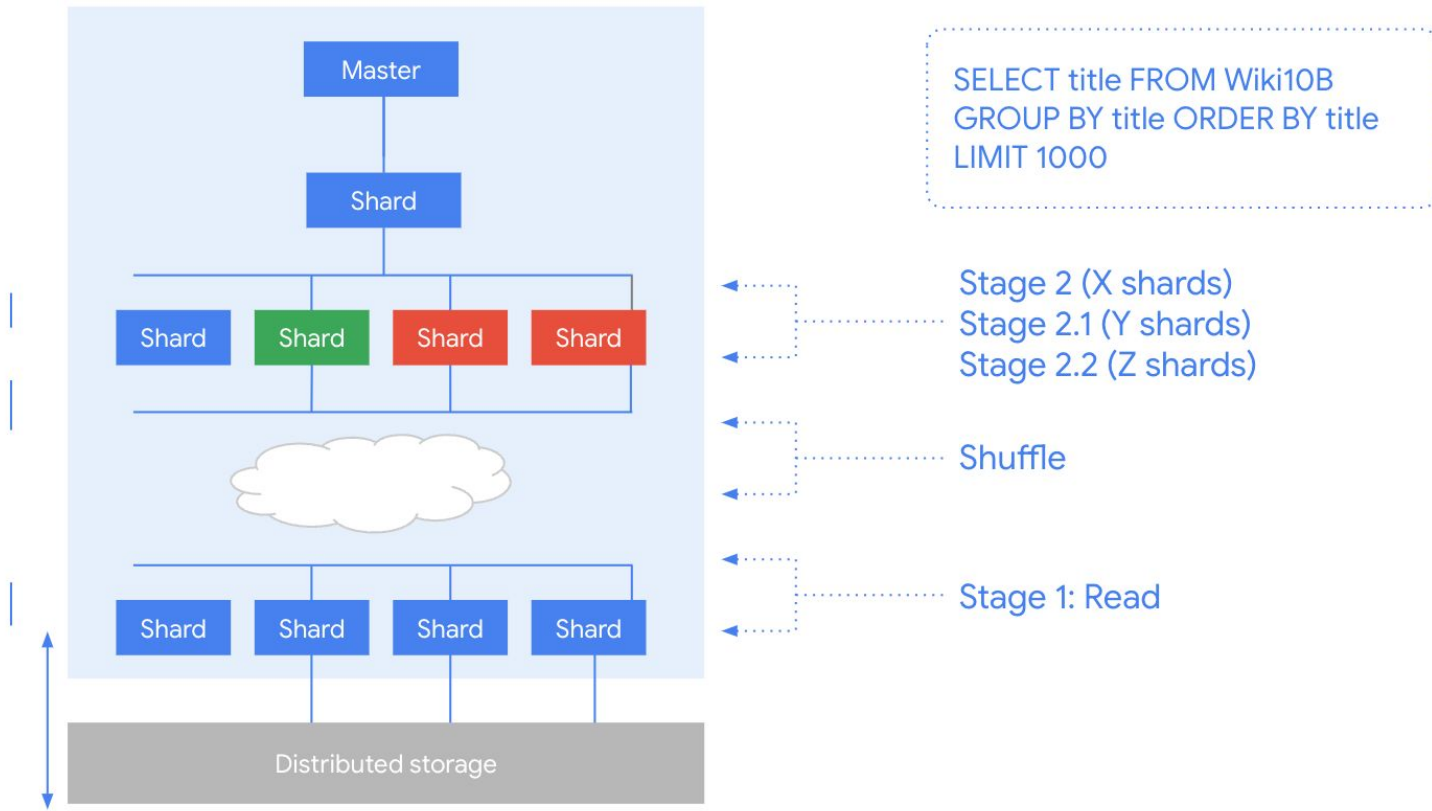 Master
SELECT title FROM Wiki10B
GROUP BY title ORDER BY title
LIMIT 1000
Shard
Stage 2 (X shards)
Shard Shard Shard Shard
Stage 2.1 (Y shards)
Stage 2.2 (Z shards)
Shuffle
Stage 1: Read
Shard Shard Shard Shard
Distributed storage